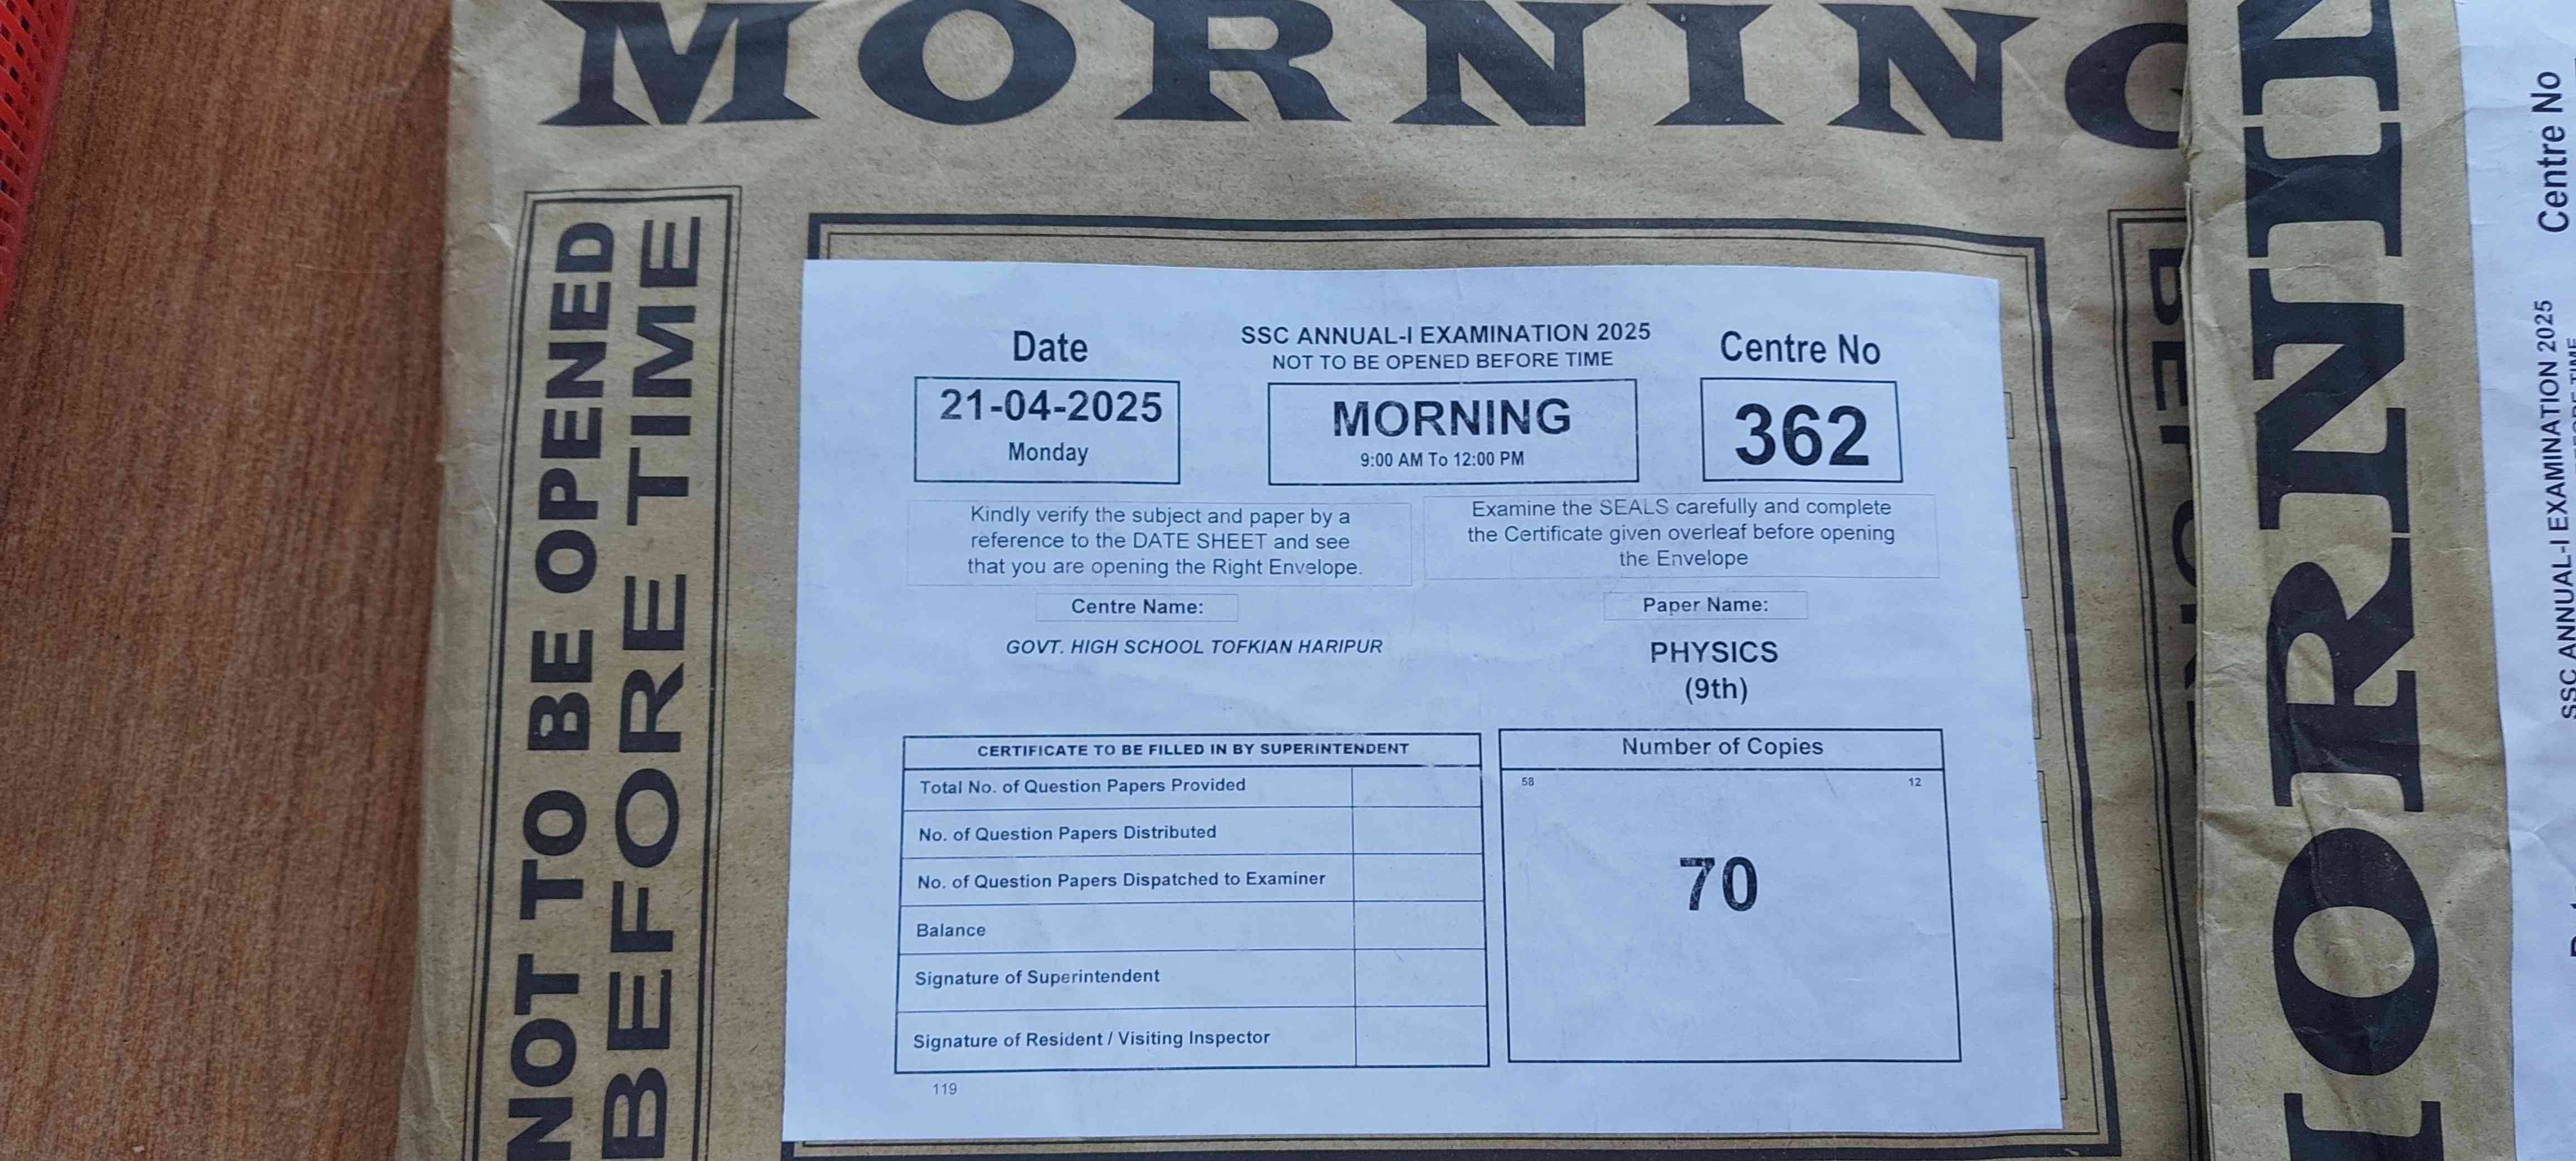 MORNING
NOT TO BE OPENED
BEFORE TIME
Date
21-04-2025
Monday
SSC ANNUAL-I EXAMINATION 2025
NOT TO BE OPENED BEFORE TIME
MORNING
9:00 AM To 12:00 PM
Centre No
362
Kindly verify the subject and paper by a
reference to the DATE SHEET and see
that you are opening the Right Envelope.
Examine the SEALS carefully and complete
the Certificate given overleaf before opening
the Envelope
Centre Name:
GOVT. HIGH SCHOOL TOFKIAN HARIPUR
Paper Name:
PHYSICS
(9th)
CERTIFICATE TO BE FILLED IN BY SUPERINTENDENT
Total No. of Question Papers Provided
No. of Question Papers Distributed
No. of Question Papers Dispatched to Examiner
Balance
Signature of Superintendent
Signature of Resident / Visiting Inspector
Number of Copies
58 12
70
119
MORNIN
Centre No
SSC ANNUAL-I EXAMINATION 2025